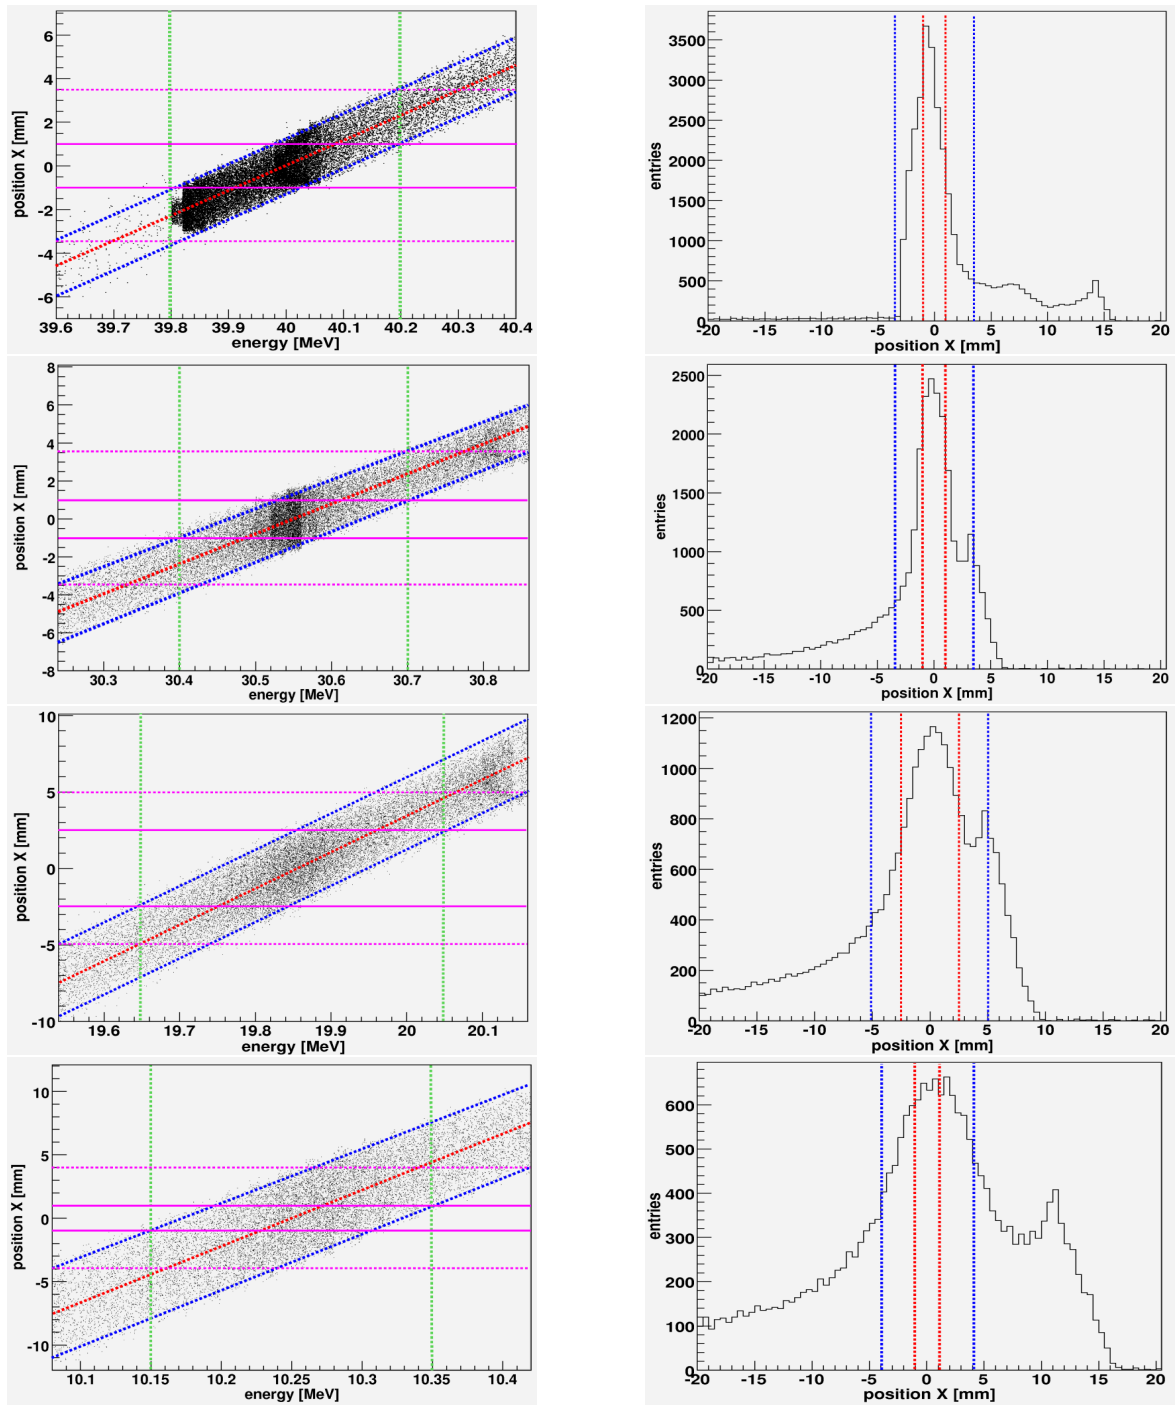 position X [mm]
6
4
2
0
-2
-4
-6
39.6 39.7 39.8 39.9 40 40.1 40.2 40.3 40.4
energy [MeV]
entries
3500
3000
2500
2000
1500
1000
500
0
-20 -15 -10 -5 0 5 10 15 20
position X [mm]
position X [mm]
8
6
4
2
0
-2
-4
-6
-8
30.3 30.4 30.5 30.6 30.7 30.8
energy [MeV]
entries
2500
2000
1500
1000
500
0
-20 -15 -10 -5 0 5 10 15 20
position X [mm]
position X [mm]
10
5
0
-5
-10
19.6 19.7 19.8 19.9 20 20.1
energy [MeV]
entries
1200
1000
800
600
400
200
0
-20 -15 -10 -5 0 5 10 15 20
position X [mm]
position X [mm]
10
5
0
-5
-10
10.1 10.15 10.2 10.25 10.3 10.35 10.4
energy [MeV]
entries
600
500
400
300
200
100
0
-20 -15 -10 -5 0 5 10 15 20
position X [mm]